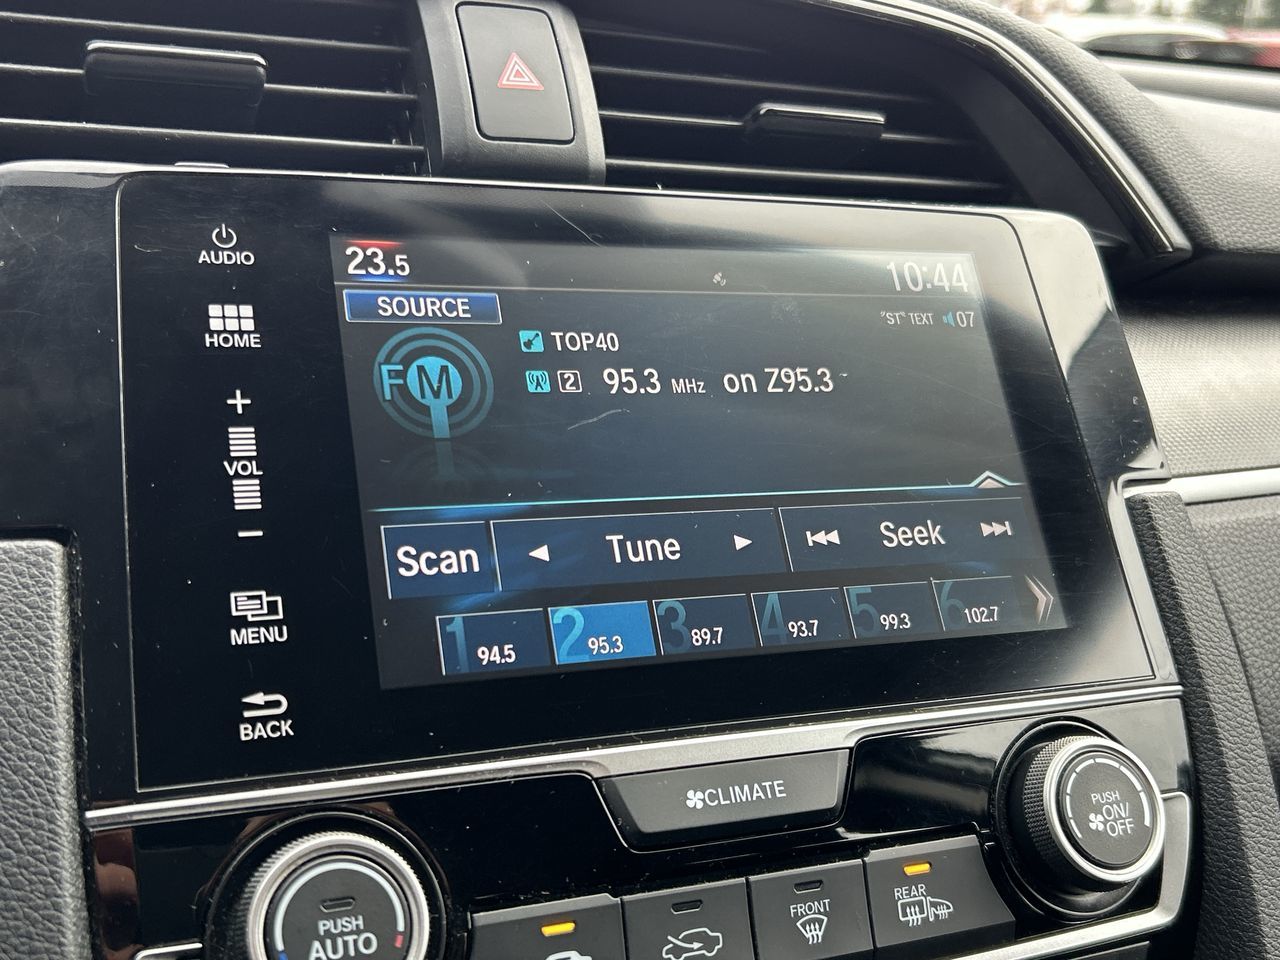 AUDIO
HOME
+
VOL
−
MENU
BACK
23.5
10:44
SOURCE
"ST" TEXT 07
FM
TOP40
2 95.3 MHz on Z95.3
Scan
Tune
Seek
1 94.5
2 95.3
3 89.7
4 93.7
5 99.3
6 102.7
CLIMATE
PUSH
ON/
OFF
PUSH
AUTO
FRONT
REAR